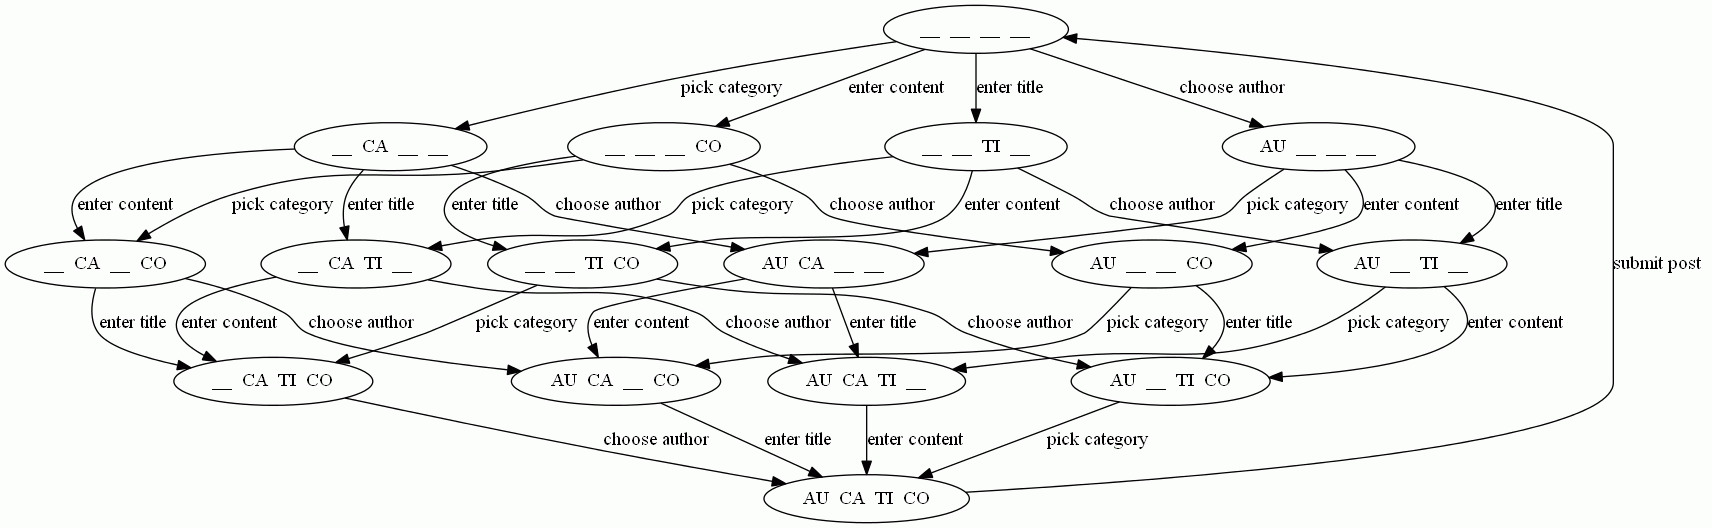 __ __ __ __
pick category
enter content
enter title
choose author
__ CA __ __
__ __ __ CO
__ __ TI __
AU __ __ __
enter content
pick category
enter title
enter title
choose author
pick category
choose author
enter content
choose author
pick category
enter content
enter title
__ CA __ CO
__ CA TI __
__ __ TI CO
AU CA __ __
AU __ __ CO
AU __ TI __
submit post
enter title
enter content
choose author
pick category
enter content
choose author
enter title
choose author
pick category
enter title
pick category
enter content
__ CA TI CO
AU CA __ CO
AU CA TI __
AU __ TI CO
choose author
enter title
enter content
pick category
AU CA TI CO